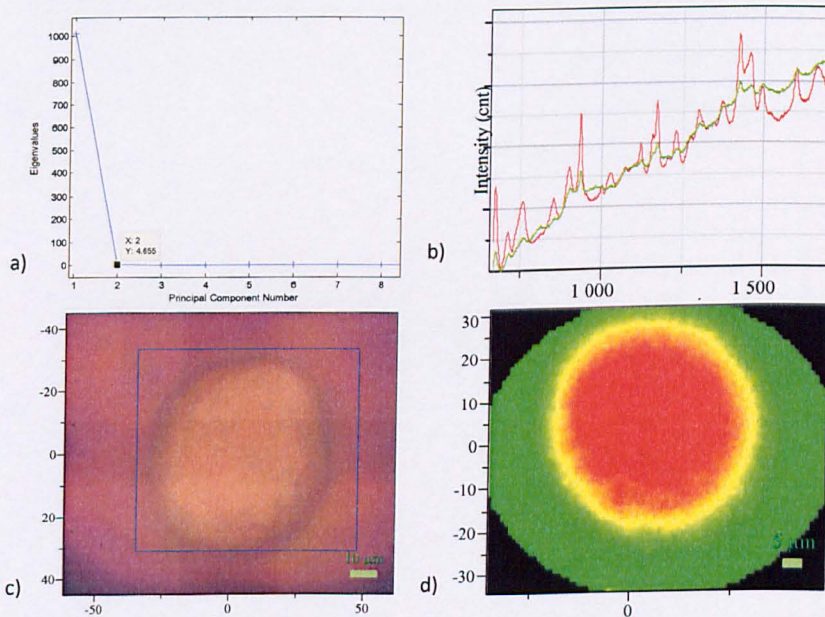 1000
900
800
700
600
500
400
300
200
100
0
Eigenvalues
X: 2
Y: 4.655
1 2 3 4 5 6 7 8
Principal Component Number
a)
Intensity (cnt)
1 000 1 500
b)
-40
-20
0
20
40
-50 0 50
10 µm
c)
30
20
10
0
-10
-20
-30
0
5 µm
d)